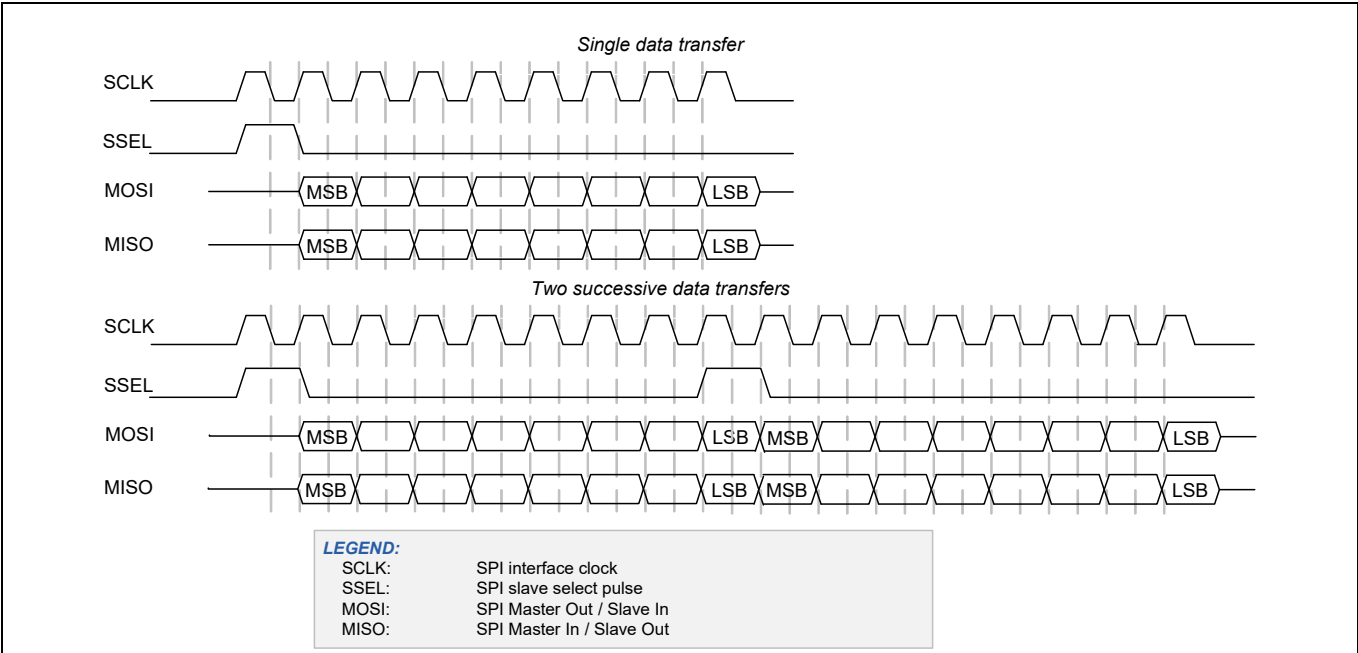 Single data transfer
SCLK
SSEL
MOSI MSB LSB
MISO MSB LSB
Two successive data transfers
SCLK
SSEL
MOSI MSB LSB MSB LSB
MISO MSB LSB MSB LSB
LEGEND:
SCLK: SPI interface clock
SSEL: SPI slave select pulse
MOSI: SPI Master Out / Slave In
MISO: SPI Master In / Slave Out